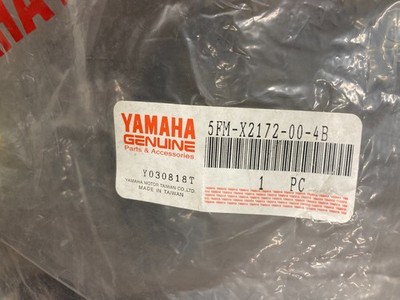 YAMAHA
YAMAHA
GENUINE
Parts & Accessories
Y030818T
YAMAHA MOTOR TAIWAN CO., LTD.
MADE IN TAIWAN
5FM-X2172-00-4B
1 PC